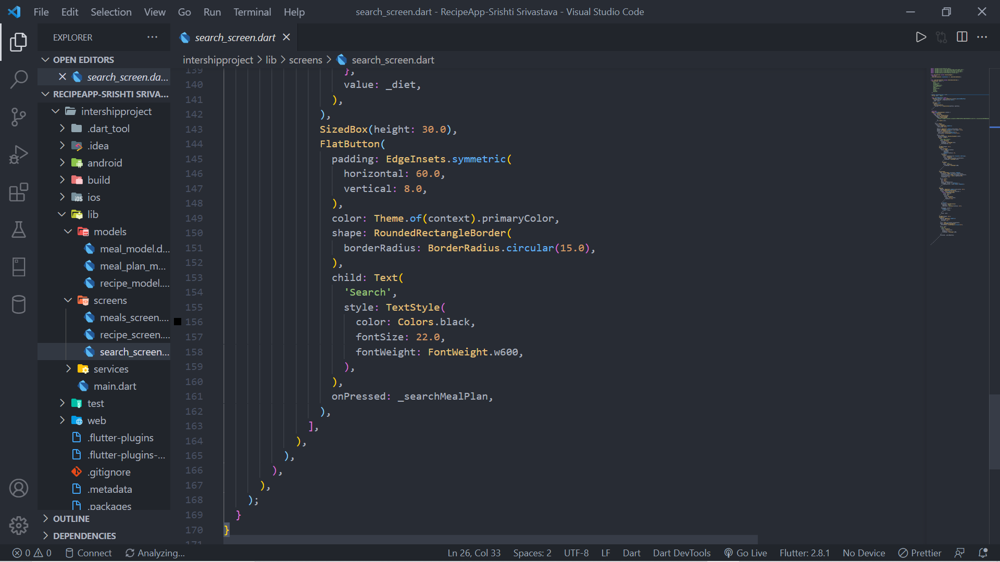 File Edit Selection View Go Run Terminal Help
search_screen.dart - RecipeApp-Srishti Srivastava - Visual Studio Code
EXPLORER
OPEN EDITORS
search_screen.da...
RECIPEAPP-SRISHTI SRIVA...
intershipproject
.dart_tool
.idea
android
build
ios
lib
models
meal_model.d...
meal_plan_m...
recipe_model....
screens
meals_screen....
recipe_screen....
search_screen...
services
main.dart
test
web
.flutter-plugins
.flutter-plugins-...
.gitignore
.metadata
.packages
OUTLINE
DEPENDENCIES
search_screen.dart
intershipproject > lib > screens > search_screen.dart
139 },
140 value: _diet,
141 ),
142 ),
143 SizedBox(height: 30.0),
144 FlatButton(
145 padding: EdgeInsets.symmetric(
146 horizontal: 60.0,
147 vertical: 8.0,
148 ),
149 color: Theme.of(context).primaryColor,
150 shape: RoundedRectangleBorder(
151 borderRadius: BorderRadius.circular(15.0),
152 ),
153 child: Text(
154 'Search',
155 style: TextStyle(
156 color: Colors.black,
157 fontSize: 22.0,
158 fontWeight: FontWeight.w600,
159 ),
160 ),
161 onPressed: _searchMealPlan,
162 ),
163 ],
164 ),
165 ),
166 ),
167 ),
168 );
169 }
170 }
171
0 0 Connect Analyzing... Ln 26, Col 33 Spaces: 2 UTF-8 LF Dart Dart DevTools Go Live Flutter: 2.8.1 No Device Prettier